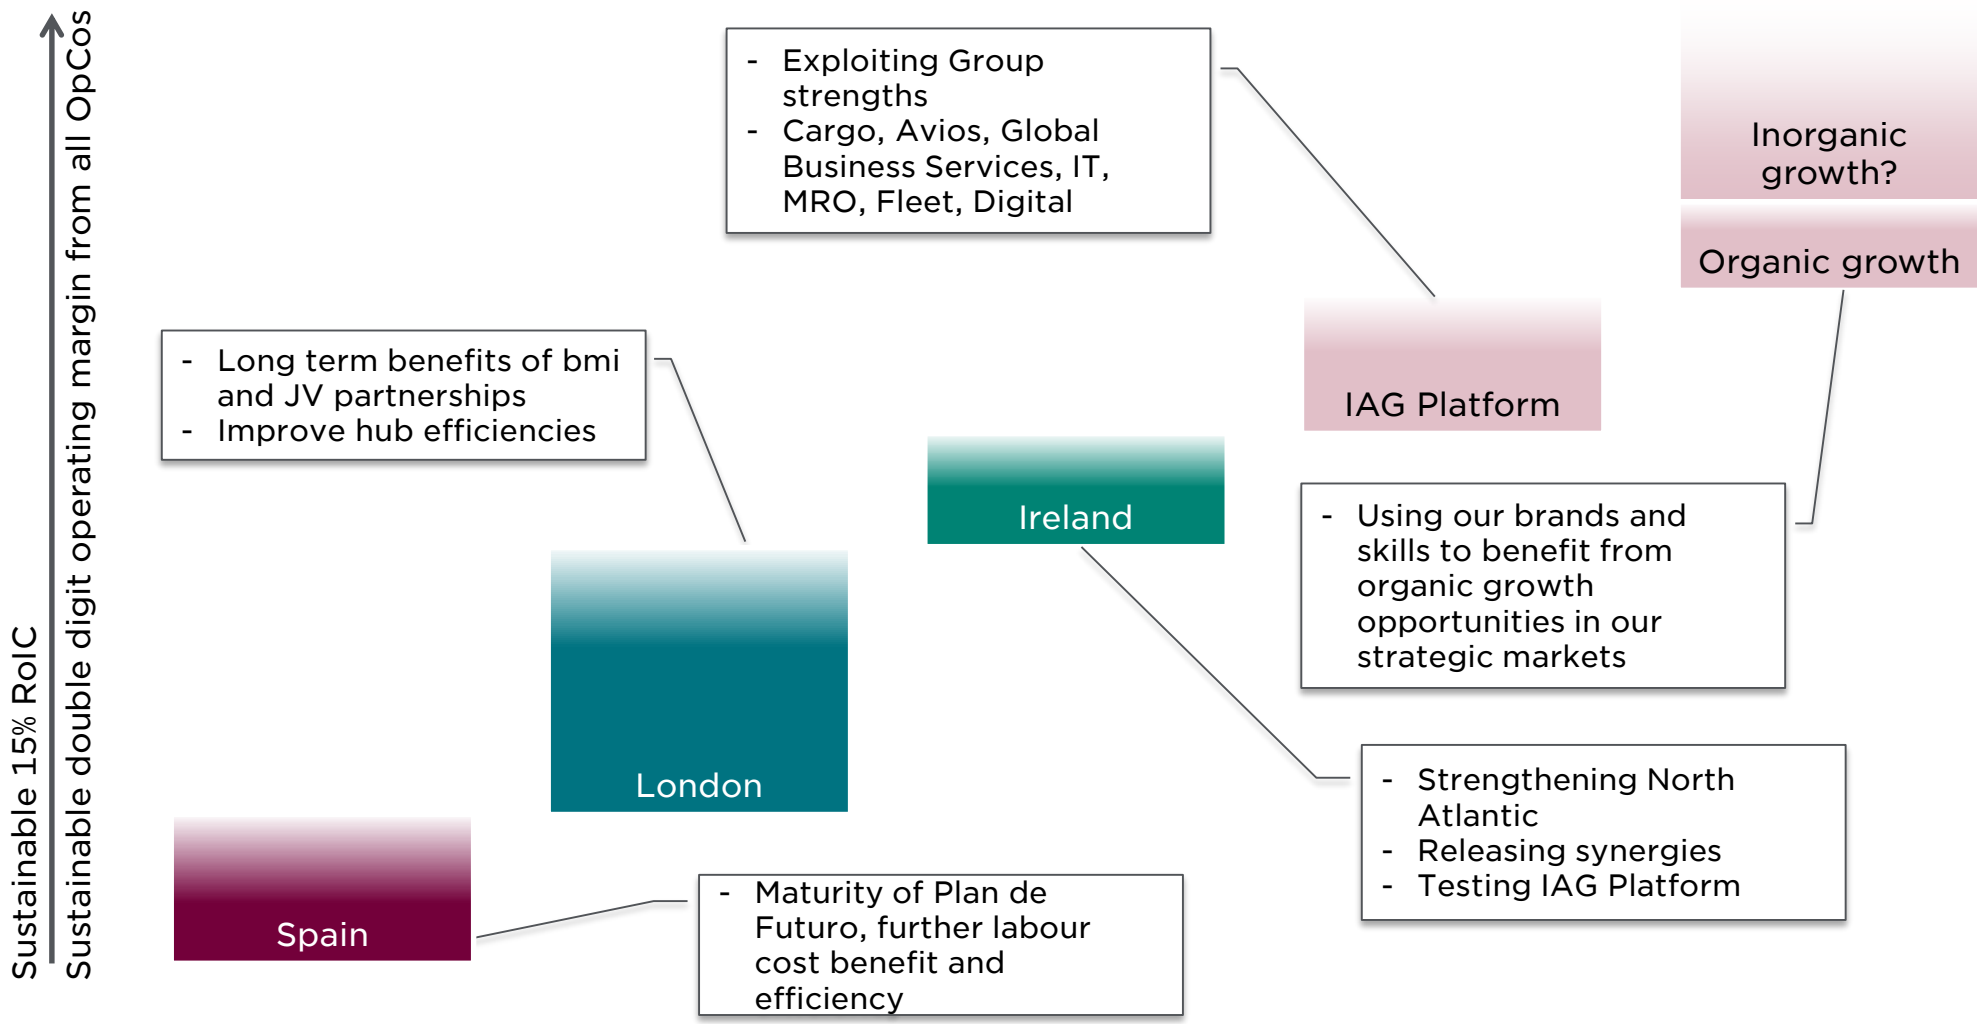 Sustainable 15% RoIC
Sustainable double digit operating margin from all OpCos
- Exploiting Group
strengths
- Cargo, Avios, Global
Business Services, IT,
MRO, Fleet, Digital
Inorganic
growth?
Organic growth
- Long term benefits of bmi
and JV partnerships
- Improve hub efficiencies
IAG Platform
Ireland
- Using our brands and
skills to benefit from
organic growth
opportunities in our
strategic markets
London
- Strengthening North
Atlantic
- Releasing synergies
- Testing IAG Platform
Spain
- Maturity of Plan de
Futuro, further labour
cost benefit and
efficiency